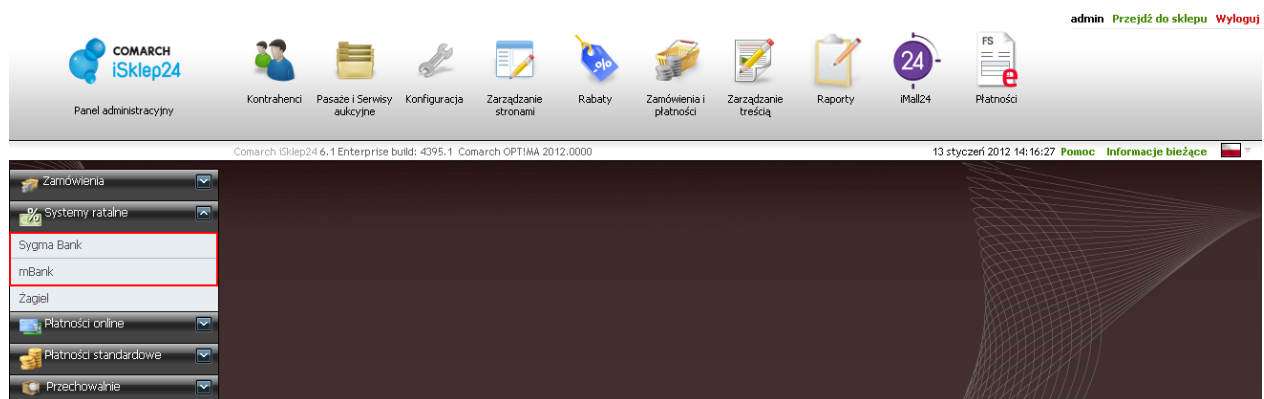 admin Przejdź do sklepu Wyloguj
COMARCH
iSklep24
Panel administracyjny
Kontrahenci
Pasaże i Serwisy
aukcyjne
Konfiguracja
Zarządzanie
stronami
%
Rabaty
Zamówienia i
płatności
Zarządzanie
treścią
Raporty
24
iMall24
FS
e
Płatności
Comarch iSklep24 6.1 Enterprise build: 4395.1 Comarch OPT!MA 2012.0000
13 styczeń 2012 14:16:27 Pomoc Informacje bieżące
Zamówienia
% Systemy ratalne
Sygma Bank
mBank
Żagiel
Płatności online
Płatności standardowe
Przechowalnie